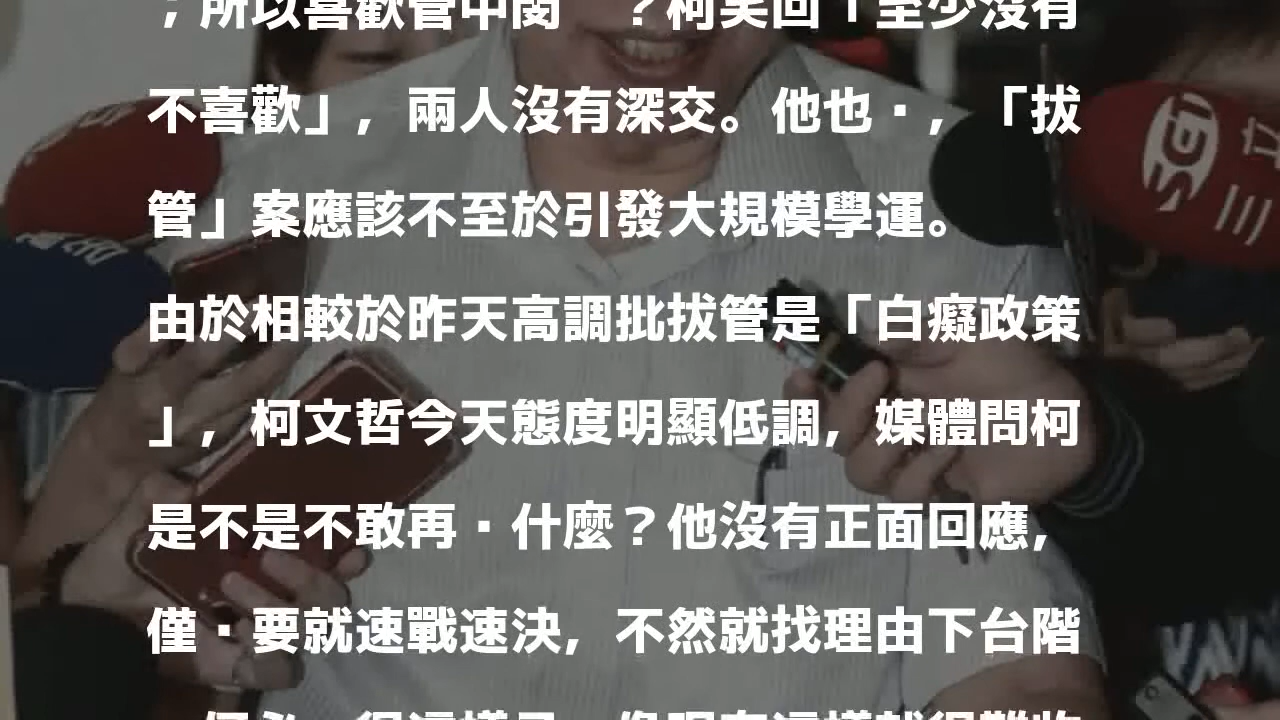 ；所以喜歡管中閔　？柯笑回「至少沒有
不喜歡」，兩人沒有深交。他也·，「拔
管」案應該不至於引發大規模學運。
由於相較於昨天高調批拔管是「白癡政策
」，柯文哲今天態度明顯低調，媒體問柯
是不是不敢再·什麼？他沒有正面回應，
僅·要就速戰速決，不然就找理由下台階
SET
三立